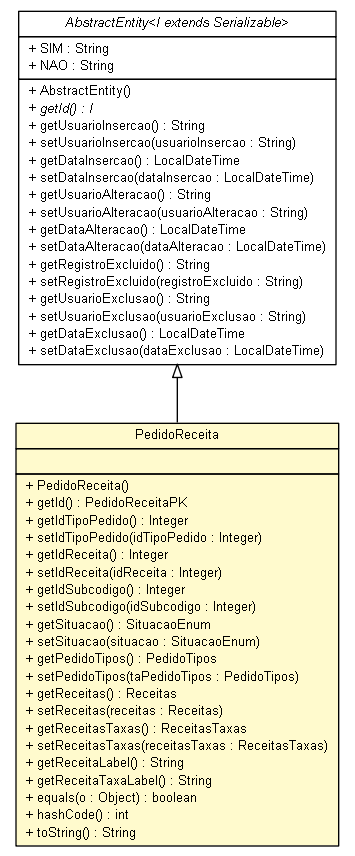 AbstractEntity<I extends Serializable>
+ SIM : String
+ NAO : String
+ AbstractEntity()
+ getId() : I
+ getUsuarioInsercao() : String
+ setUsuarioInsercao(usuarioInsercao : String)
+ getDataInsercao() : LocalDateTime
+ setDataInsercao(dataInsercao : LocalDateTime)
+ getUsuarioAlteracao() : String
+ setUsuarioAlteracao(usuarioAlteracao : String)
+ getDataAlteracao() : LocalDateTime
+ setDataAlteracao(dataAlteracao : LocalDateTime)
+ getRegistroExcluido() : String
+ setRegistroExcluido(registroExcluido : String)
+ getUsuarioExclusao() : String
+ setUsuarioExclusao(usuarioExclusao : String)
+ getDataExclusao() : LocalDateTime
+ setDataExclusao(dataExclusao : LocalDateTime)
PedidoReceita
+ PedidoReceita()
+ getId() : PedidoReceitaPK
+ getIdTipoPedido() : Integer
+ setIdTipoPedido(idTipoPedido : Integer)
+ getIdReceita() : Integer
+ setIdReceita(idReceita : Integer)
+ getIdSubcodigo() : Integer
+ setIdSubcodigo(idSubcodigo : Integer)
+ getSituacao() : SituacaoEnum
+ setSituacao(situacao : SituacaoEnum)
+ getPedidoTipos() : PedidoTipos
+ setPedidoTipos(taPedidoTipos : PedidoTipos)
+ getReceitas() : Receitas
+ setReceitas(receitas : Receitas)
+ getReceitasTaxas() : ReceitasTaxas
+ setReceitasTaxas(receitasTaxas : ReceitasTaxas)
+ getReceitaLabel() : String
+ getReceitaTaxaLabel() : String
+ equals(o : Object) : boolean
+ hashCode() : int
+ toString() : String